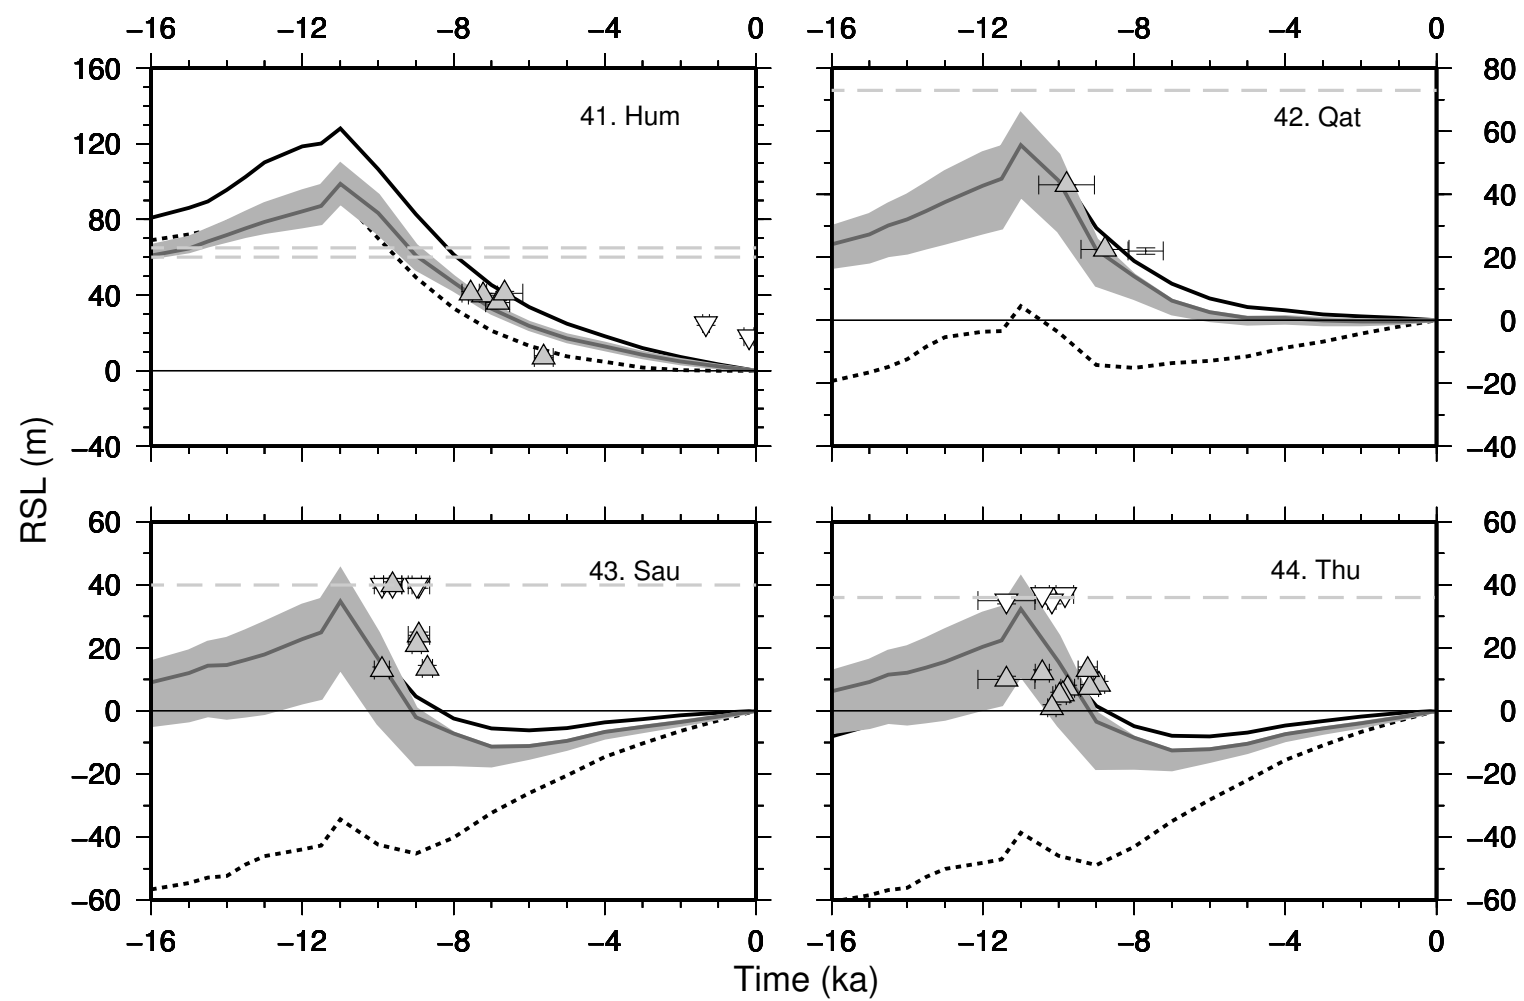 −16 −12 −8 −4 0 −16 −12 −8 −4 0
160 80
41. Hum 42. Qat
120 60
80 40
40 20
0 0
−40 −20
−40
RSL (m)
60 60
43. Sau 44. Thu
40 40
20 20
0 0
−20 −20
−40 −40
−60 −60
−16 −12 −8 −4 0 −16 −12 −8 −4 0
Time (ka)